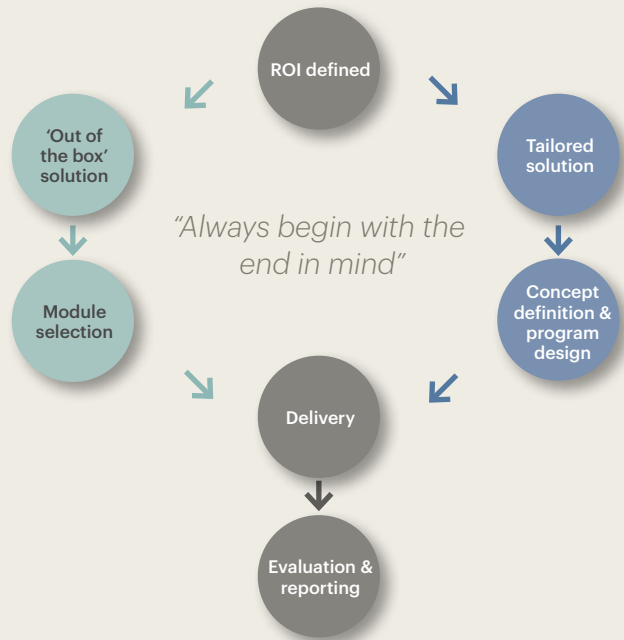 ROI defined
‘Out of
the box’
solution
Tailored
solution
“Always begin with the
end in mind”
Module
selection
Concept
definition &
program
design
Delivery
Evaluation &
reporting